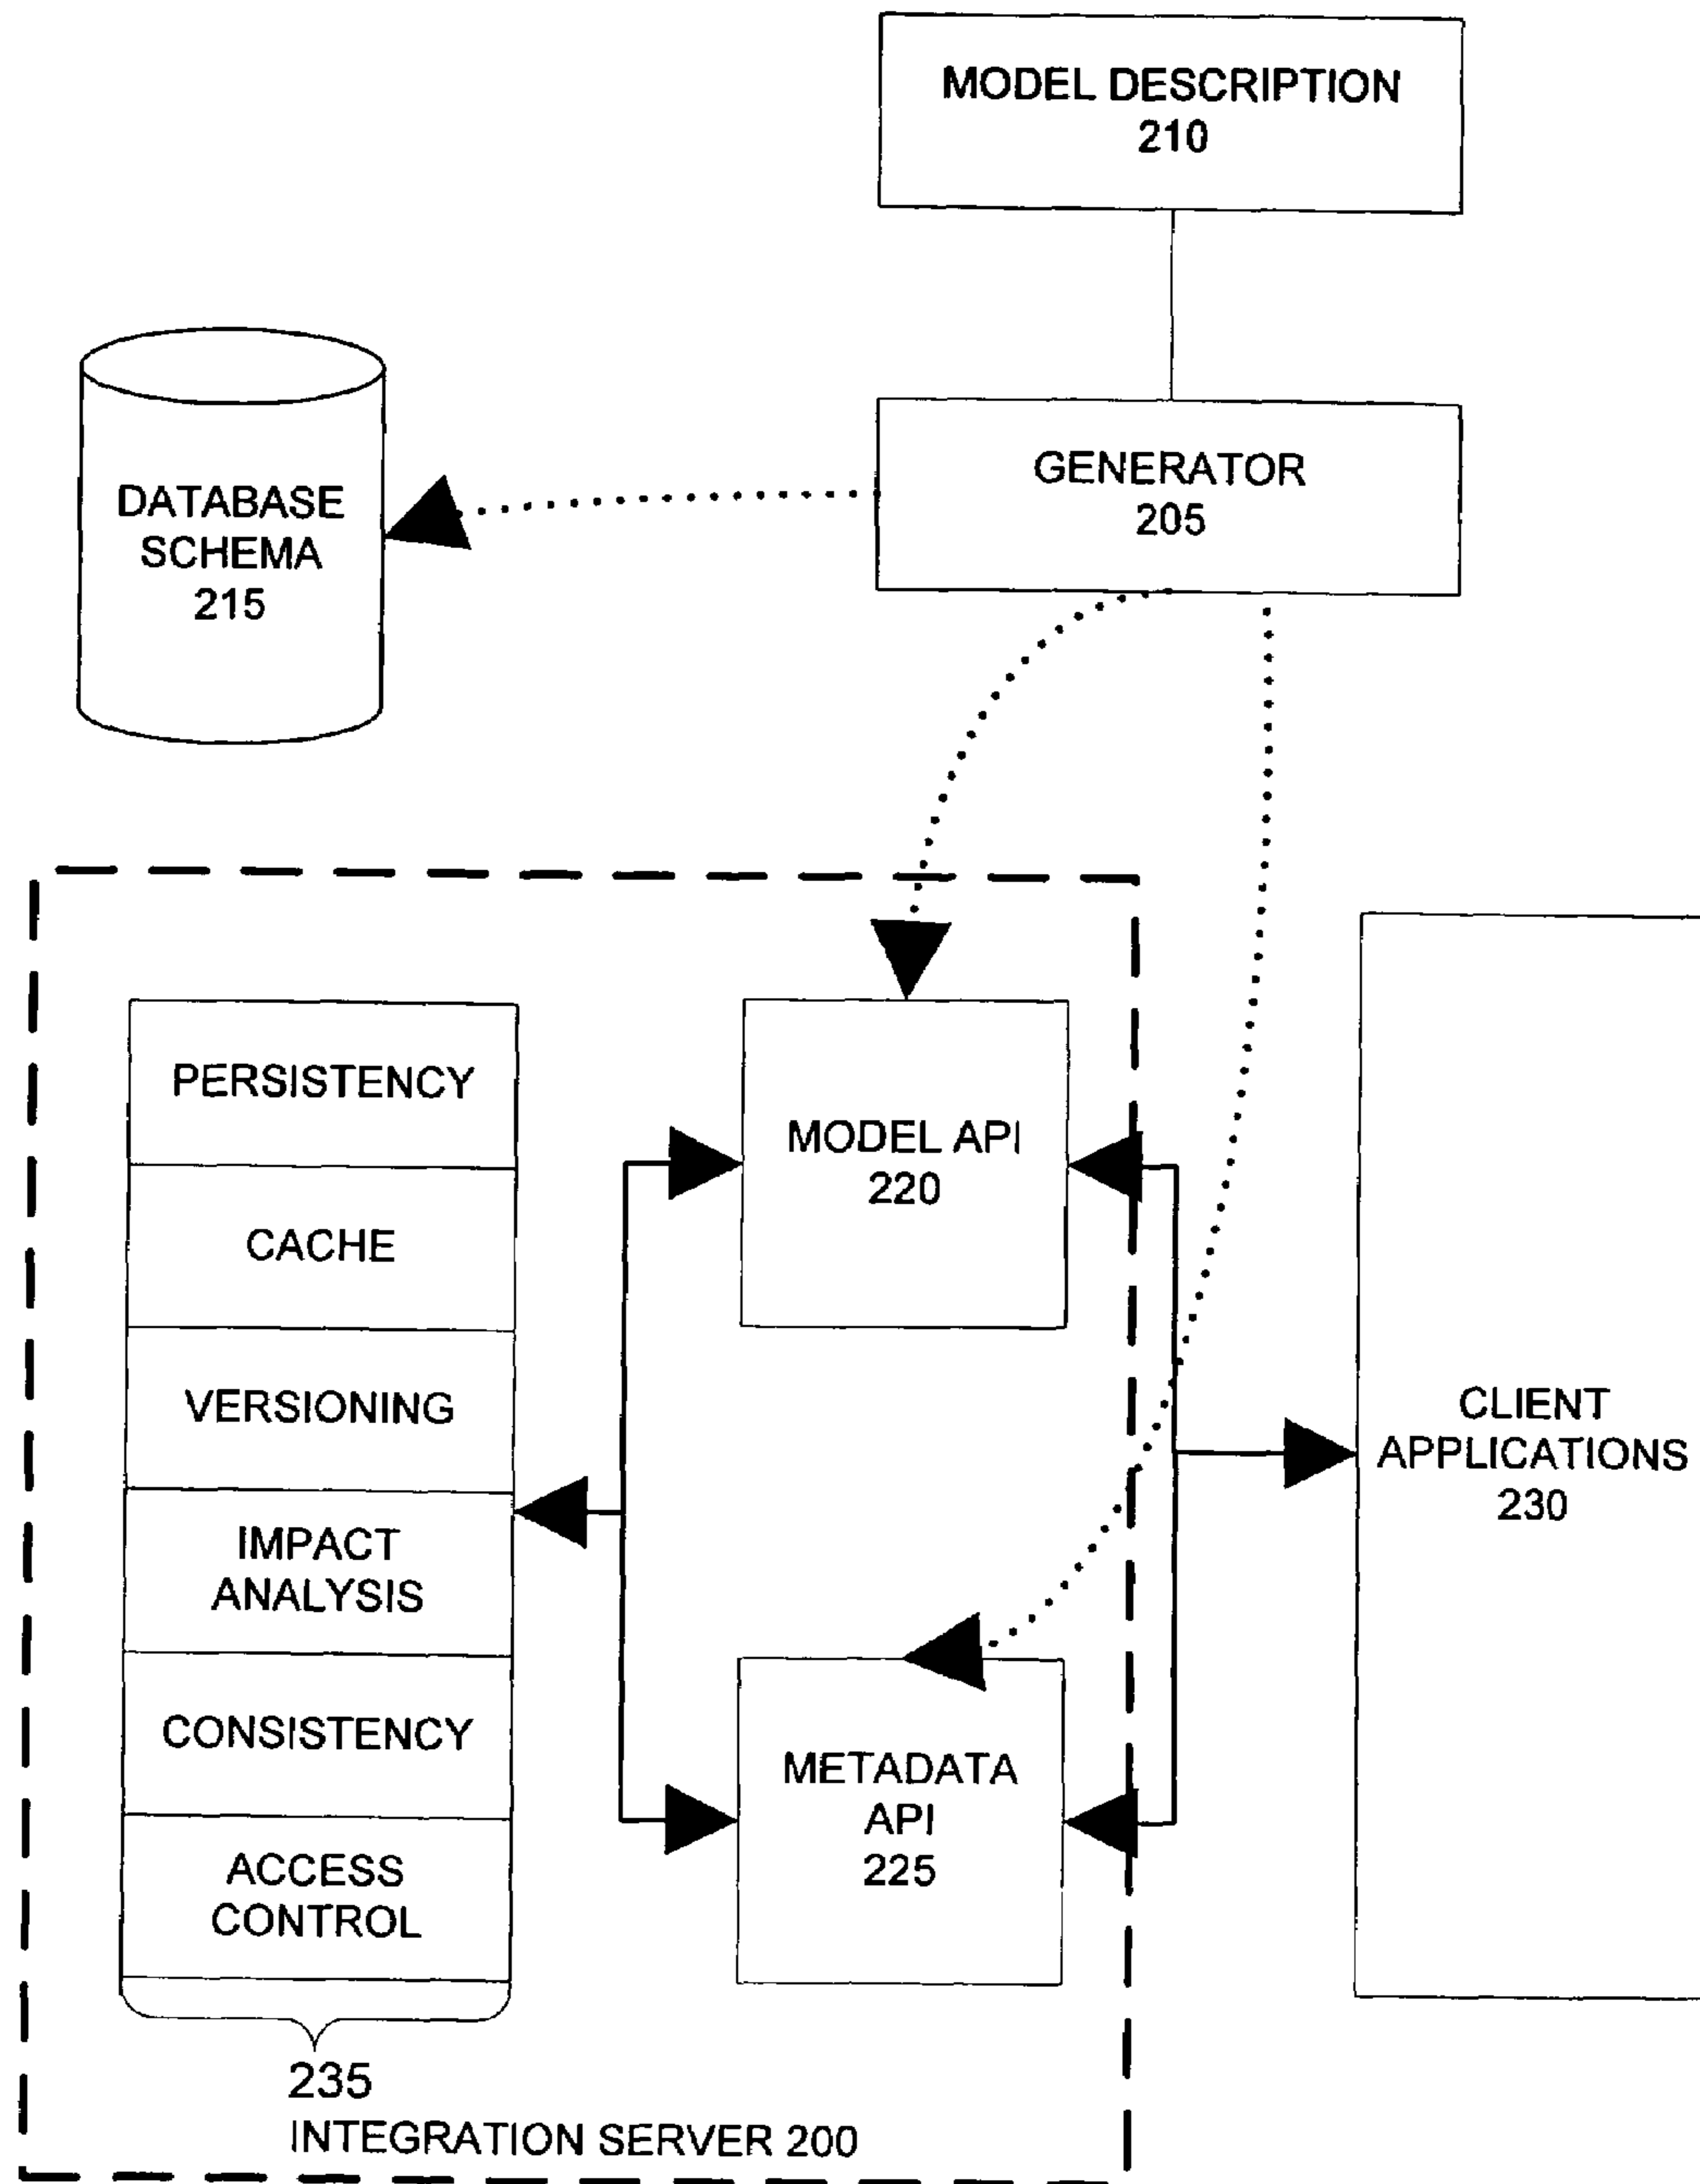 MODEL DESCRIPTION
210
GENERATOR
205
DATABASE
SCHEMA
215
PERSISTENCY
CACHE
VERSIONING
IMPACT
ANALYSIS
CONSISTENCY
ACCESS
CONTROL
235
MODEL API
220
METADATA
API
225
CLIENT
APPLICATIONS
230
INTEGRATION SERVER 200